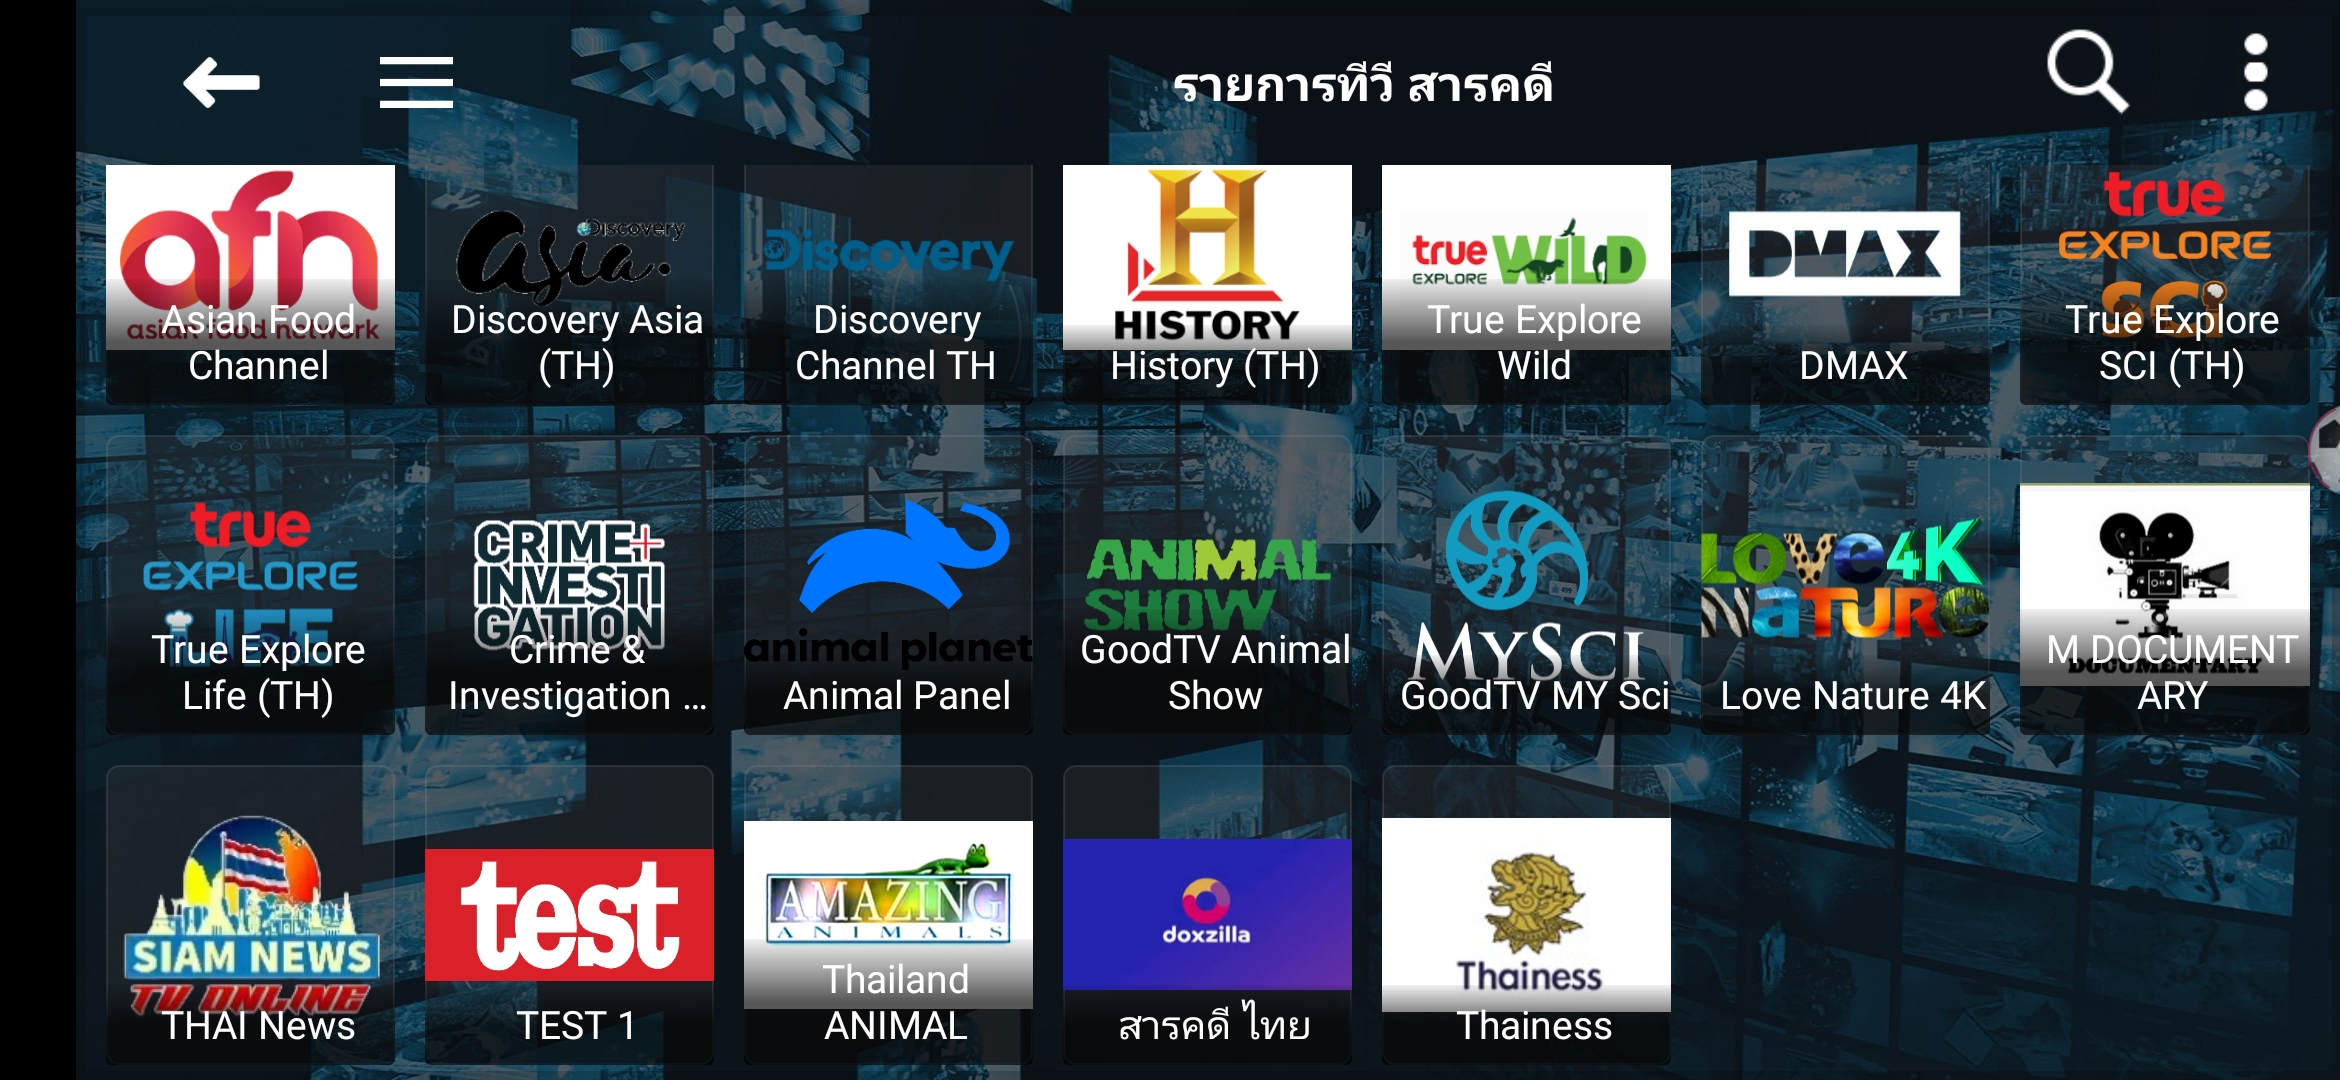 รายการทีวี สารคดี
afn
asian food network
Asian Food
Channel
Discovery
asia.
Discovery Asia
(TH)
Discovery
Discovery
Channel TH
H
HISTORY
History (TH)
true WILD
EXPLORE
True Explore
Wild
DMAX
DMAX
true
EXPLORE
SCI
True Explore
SCI (TH)
true
EXPLORE
LIFE
True Explore
Life (TH)
CRIME+
INVESTI
GATION
Crime &
Investigation ...
animal planet
Animal Panel
ANIMAL
SHOW
GoodTV Animal
Show
MYSCI
GoodTV MY Sci
LOVE 4K
NATURE
Love Nature 4K
DOCUMENTARY
M.DOCUMENT
ARY
SIAM NEWS
TV ONLINE
THAI News
test
TEST 1
AMAZING
ANIMALS
Thailand
ANIMAL
doxzilla
สารคดี ไทย
Thainess
Thainess